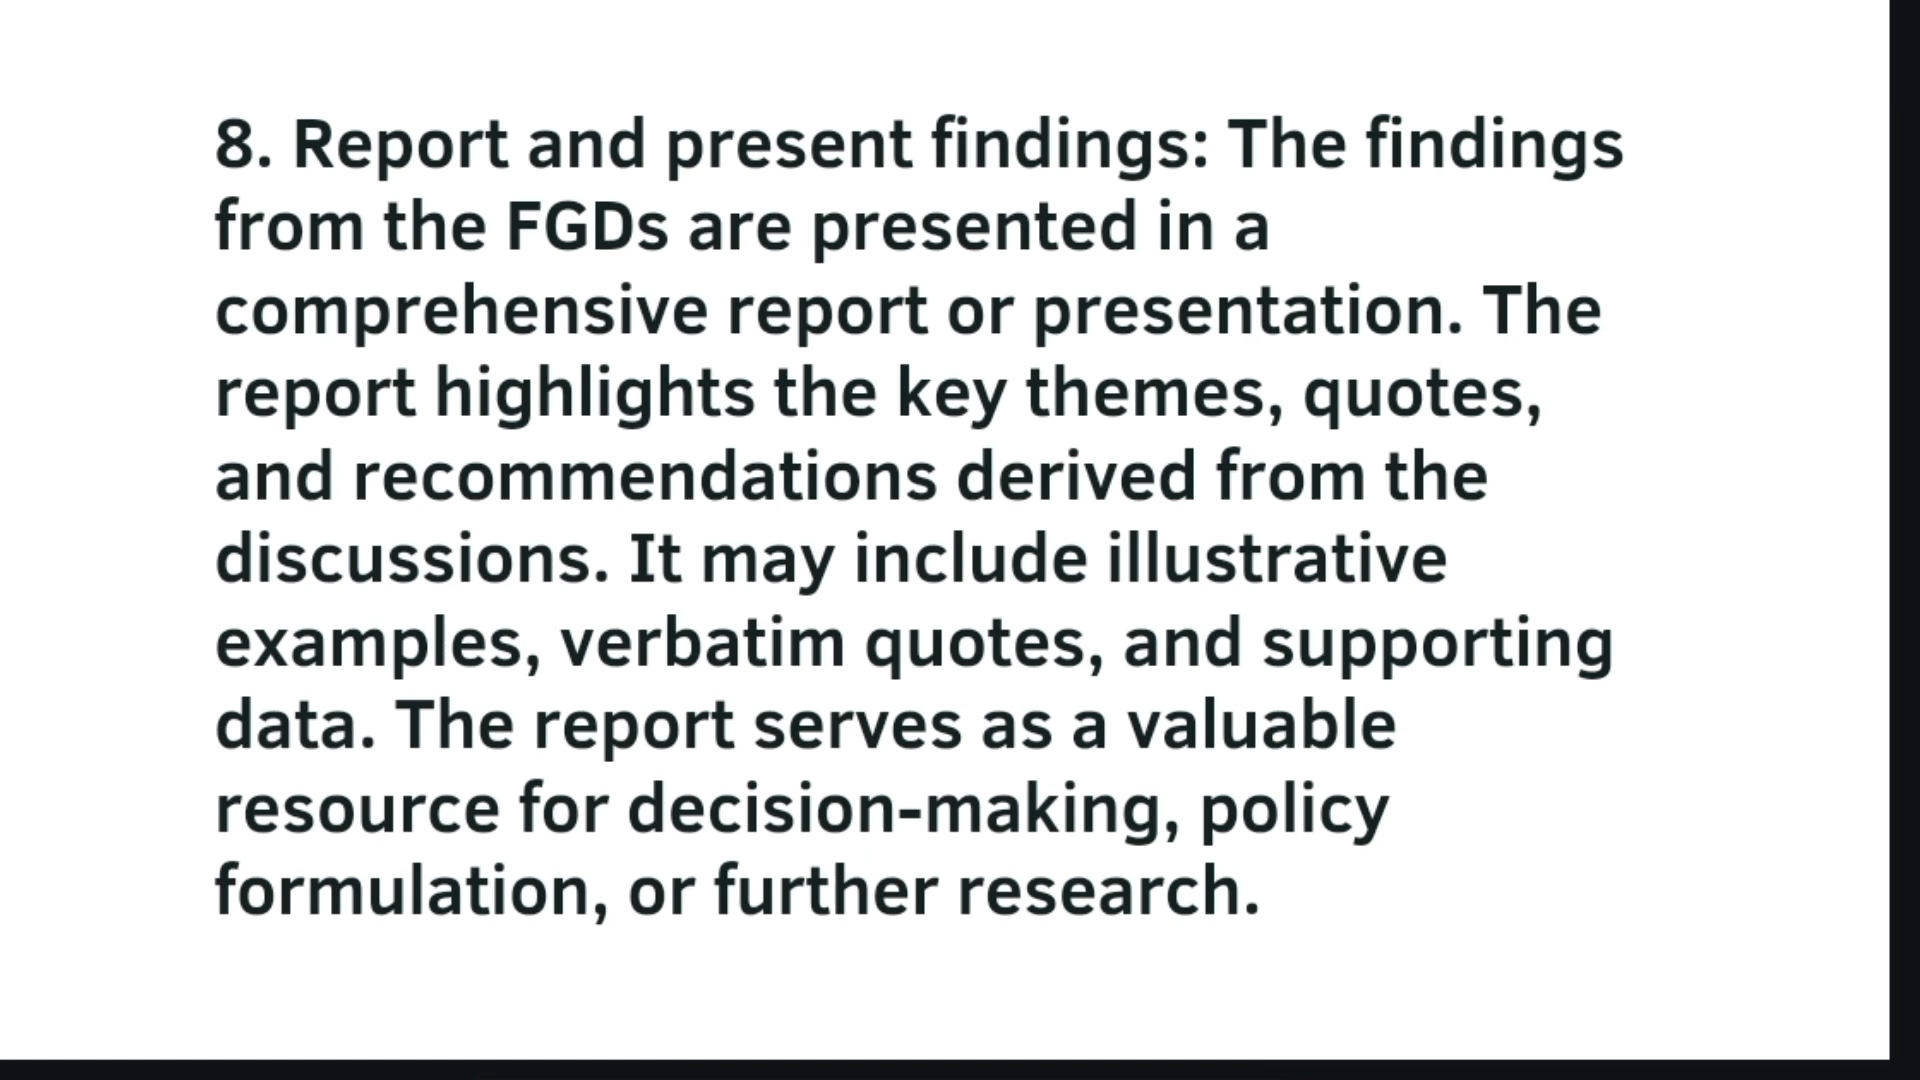 8. Report and present findings: The findings
from the FGDs are presented in a
comprehensive report or presentation. The
report highlights the key themes, quotes,
and recommendations derived from the
discussions. It may include illustrative
examples, verbatim quotes, and supporting
data. The report serves as a valuable
resource for decision-making, policy
formulation, or further research.